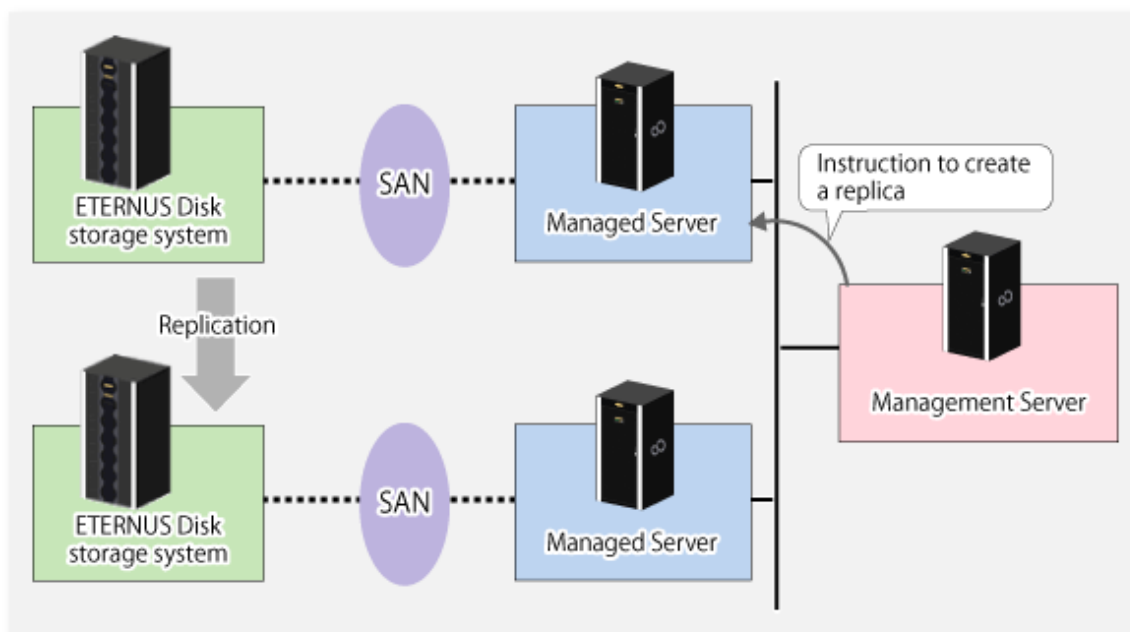 ETERNUS Disk
storage system
SAN
Managed Server
Instruction to create
a replica
Replication
Management Server
ETERNUS Disk
storage system
SAN
Managed Server